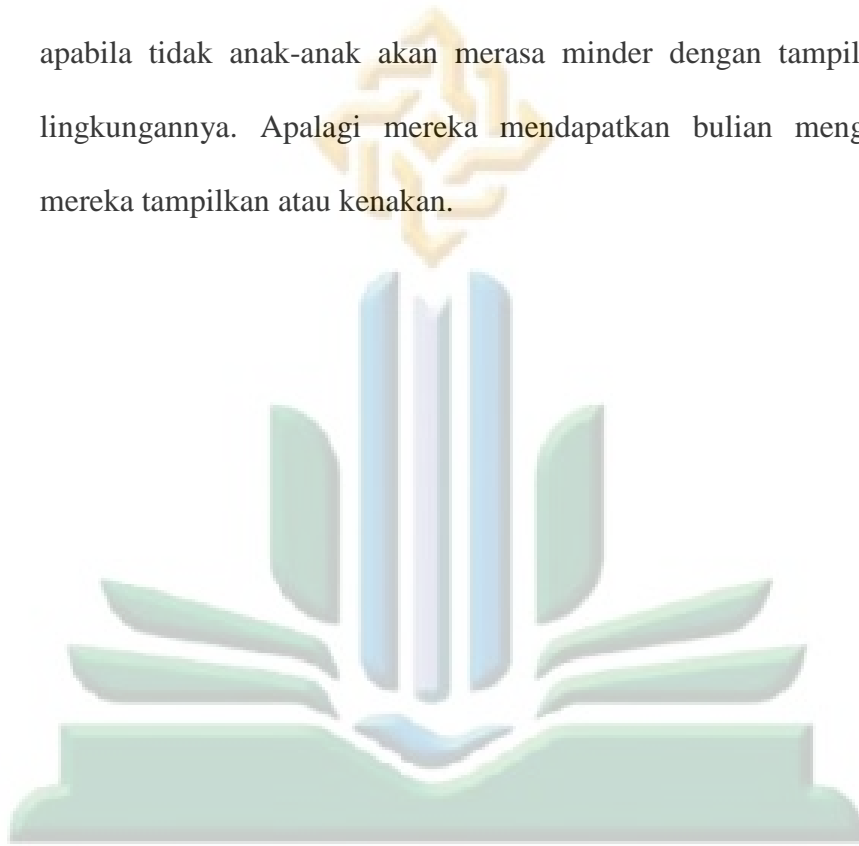 apabila tidak anak-anak akan merasa minder dengan tampil
lingkungannya. Apalagi mereka mendapatkan bulian meng
mereka tampilkan atau kenakan.